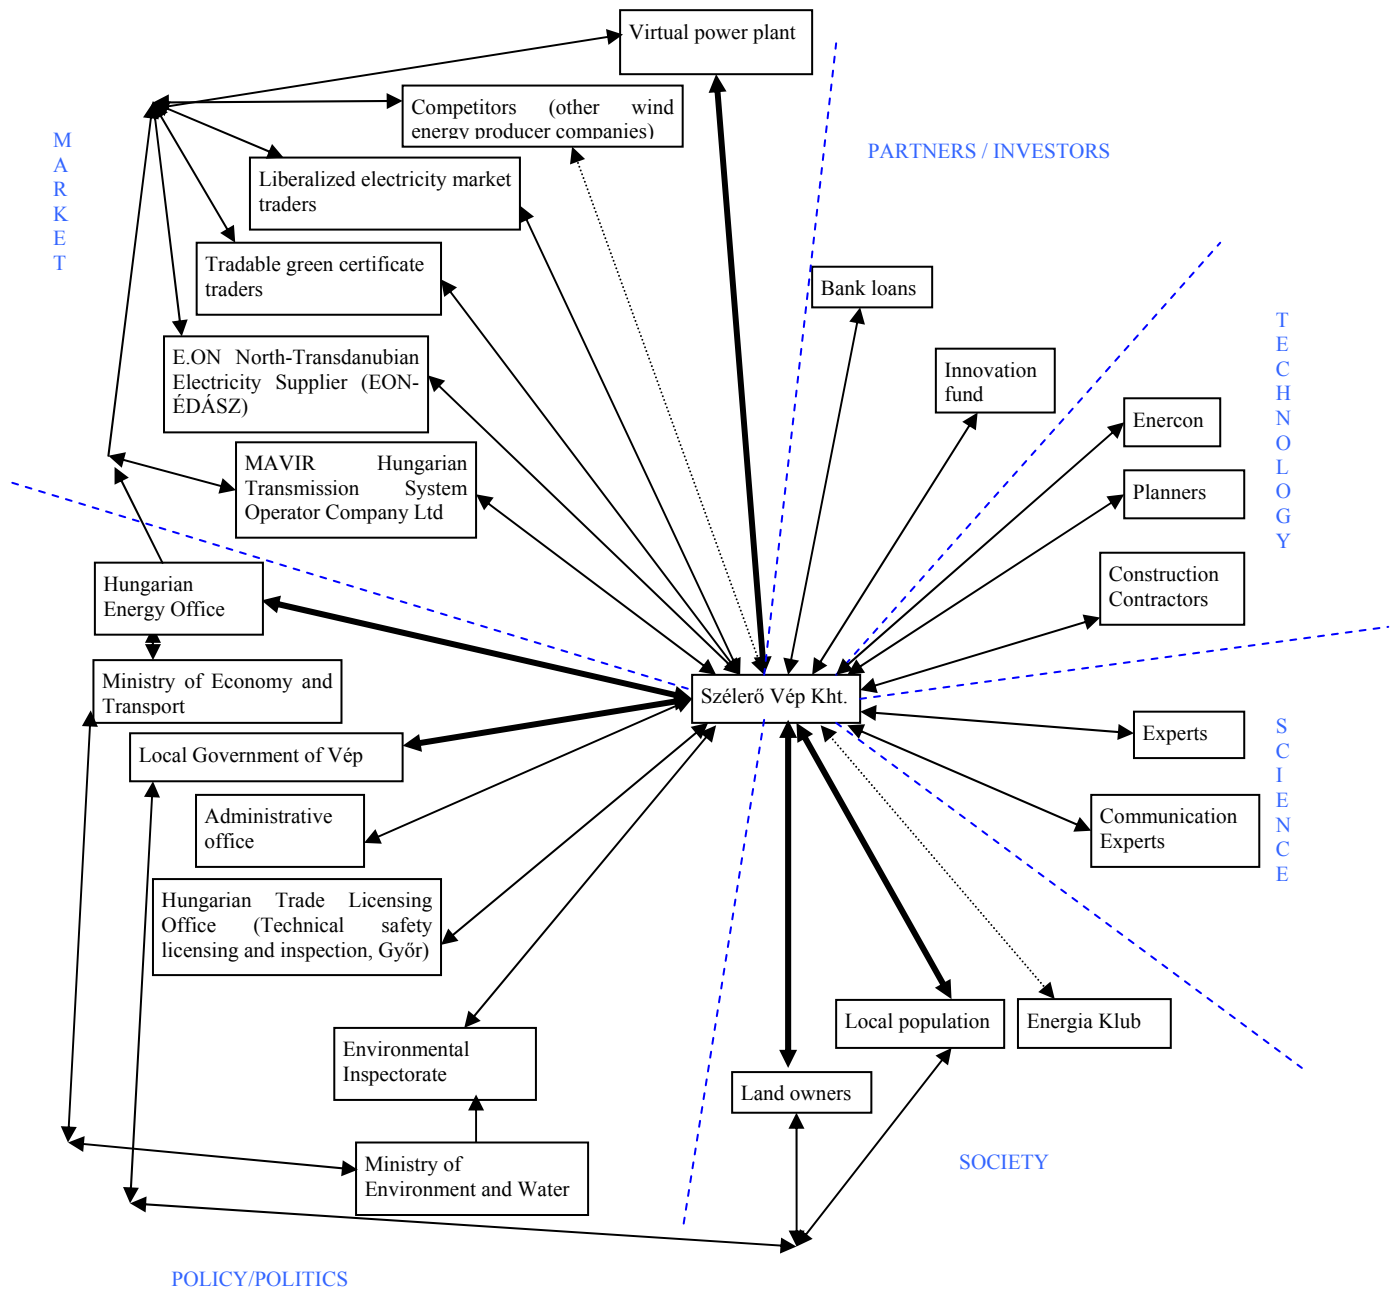 Virtual power plant
Competitors (other wind
energy producer companies)
MARKET
PARTNERS / INVESTORS
Liberalized electricity market
traders
Tradable green certificate
traders
Bank loans
TECHNOLOGY
E.ON North-Transdanubian
Electricity Supplier (EON-
ÉDÁSZ)
Innovation
fund
Enercon
MAVIR Hungarian
Transmission System
Operator Company Ltd
Planners
Hungarian
Energy Office
Construction
Contractors
Ministry of Economy and
Transport
Szélerő Vép Kht.
Local Government of Vép
Experts
SCIENCE
Administrative
office
Communication
Experts
Hungarian Trade Licensing
Office (Technical safety
licensing and inspection, Győr)
Local population
Energia Klub
Environmental
Inspectorate
Land owners
Ministry of
Environment and Water
SOCIETY
POLICY/POLITICS